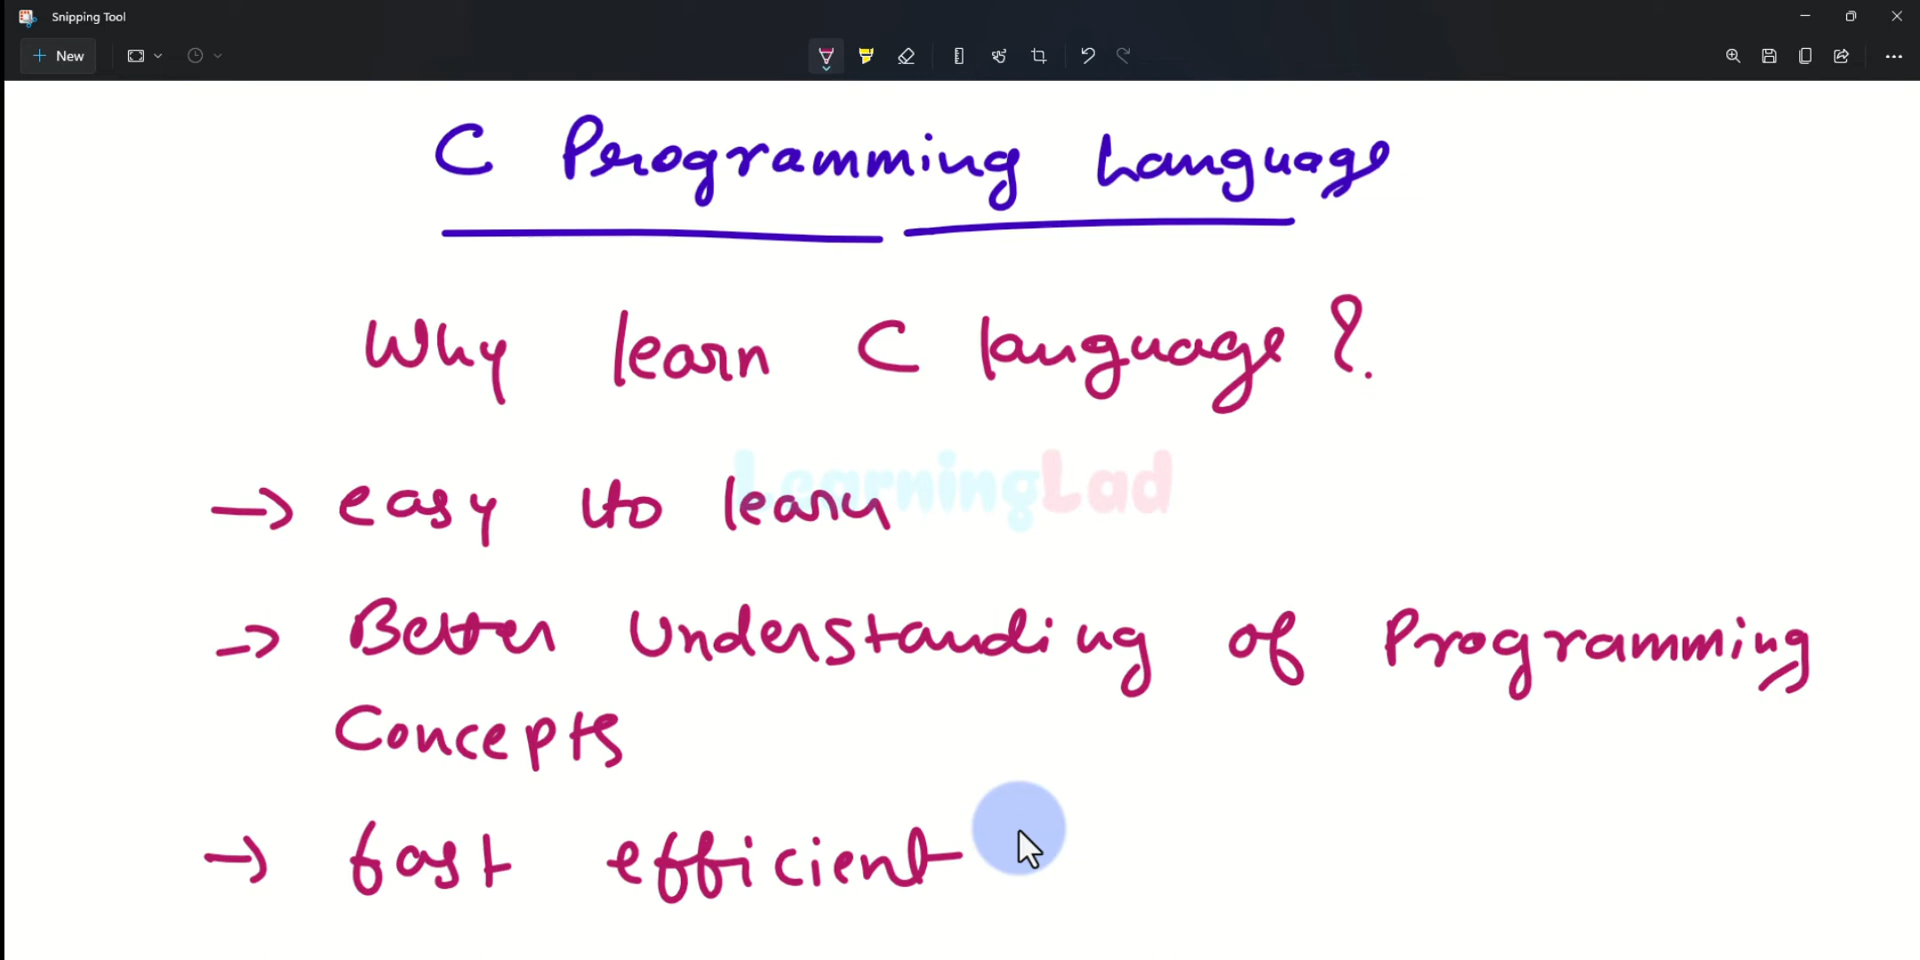 Snipping Tool
New
C Programming Language
Why learn C language?
LearningLad
→ easy to learn
→ Better Understanding of Programming
Concepts
→ fast efficient